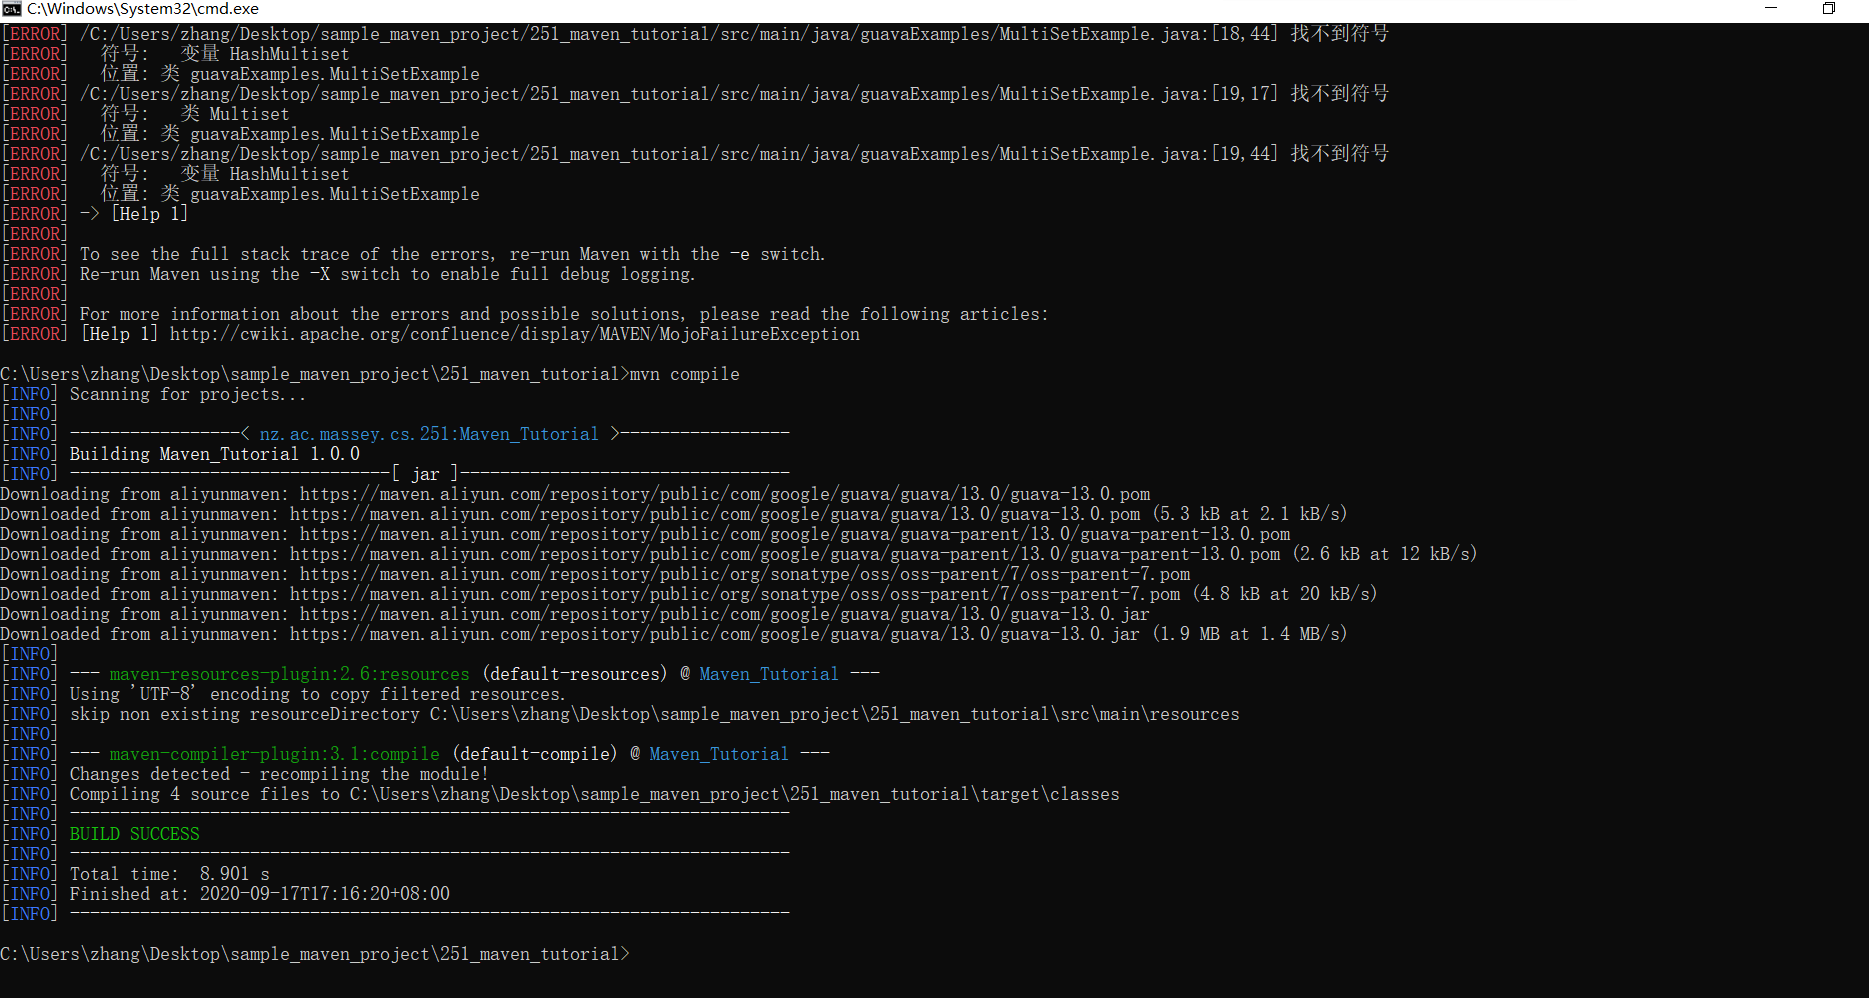 C:\Windows\System32\cmd.exe
[ERROR] /C:/Users/zhang/Desktop/sample_maven_project/251_maven_tutorial/src/main/java/guavaExamples/MultiSetExample.java:[18,44] 找不到符号
[ERROR]   符号:   变量 HashMultiset
[ERROR]   位置: 类 guavaExamples.MultiSetExample
[ERROR] /C:/Users/zhang/Desktop/sample_maven_project/251_maven_tutorial/src/main/java/guavaExamples/MultiSetExample.java:[19,17] 找不到符号
[ERROR]   符号:   类 Multiset
[ERROR]   位置: 类 guavaExamples.MultiSetExample
[ERROR] /C:/Users/zhang/Desktop/sample_maven_project/251_maven_tutorial/src/main/java/guavaExamples/MultiSetExample.java:[19,44] 找不到符号
[ERROR]   符号:   变量 HashMultiset
[ERROR]   位置: 类 guavaExamples.MultiSetExample
[ERROR] -> [Help 1]
[ERROR]
[ERROR] To see the full stack trace of the errors, re-run Maven with the -e switch.
[ERROR] Re-run Maven using the -X switch to enable full debug logging.
[ERROR]
[ERROR] For more information about the errors and possible solutions, please read the following articles:
[ERROR] [Help 1] http://cwiki.apache.org/confluence/display/MAVEN/MojoFailureException
C:\Users\zhang\Desktop\sample_maven_project\251_maven_tutorial>mvn compile
[INFO] Scanning for projects...
[INFO]
[INFO] -----------------< nz.ac.massey.cs.251:Maven_Tutorial >-----------------
[INFO] Building Maven_Tutorial 1.0.0
[INFO] --------------------------------[ jar ]---------------------------------
Downloading from aliyunmaven: https://maven.aliyun.com/repository/public/com/google/guava/guava/13.0/guava-13.0.pom
Downloaded from aliyunmaven: https://maven.aliyun.com/repository/public/com/google/guava/guava/13.0/guava-13.0.pom (5.3 kB at 2.1 kB/s)
Downloading from aliyunmaven: https://maven.aliyun.com/repository/public/com/google/guava/guava-parent/13.0/guava-parent-13.0.pom
Downloaded from aliyunmaven: https://maven.aliyun.com/repository/public/com/google/guava/guava-parent/13.0/guava-parent-13.0.pom (2.6 kB at 12 kB/s)
Downloading from aliyunmaven: https://maven.aliyun.com/repository/public/org/sonatype/oss/oss-parent/7/oss-parent-7.pom
Downloaded from aliyunmaven: https://maven.aliyun.com/repository/public/org/sonatype/oss/oss-parent/7/oss-parent-7.pom (4.8 kB at 20 kB/s)
Downloading from aliyunmaven: https://maven.aliyun.com/repository/public/com/google/guava/guava/13.0/guava-13.0.jar
Downloaded from aliyunmaven: https://maven.aliyun.com/repository/public/com/google/guava/guava/13.0/guava-13.0.jar (1.9 MB at 1.4 MB/s)
[INFO]
[INFO] --- maven-resources-plugin:2.6:resources (default-resources) @ Maven_Tutorial ---
[INFO] Using 'UTF-8' encoding to copy filtered resources.
[INFO] skip non existing resourceDirectory C:\Users\zhang\Desktop\sample_maven_project\251_maven_tutorial\src\main\resources
[INFO]
[INFO] --- maven-compiler-plugin:3.1:compile (default-compile) @ Maven_Tutorial ---
[INFO] Changes detected - recompiling the module!
[INFO] Compiling 4 source files to C:\Users\zhang\Desktop\sample_maven_project\251_maven_tutorial\target\classes
[INFO] ------------------------------------------------------------------------
[INFO] BUILD SUCCESS
[INFO] ------------------------------------------------------------------------
[INFO] Total time:  8.901 s
[INFO] Finished at: 2020-09-17T17:16:20+08:00
[INFO] ------------------------------------------------------------------------
C:\Users\zhang\Desktop\sample_maven_project\251_maven_tutorial>